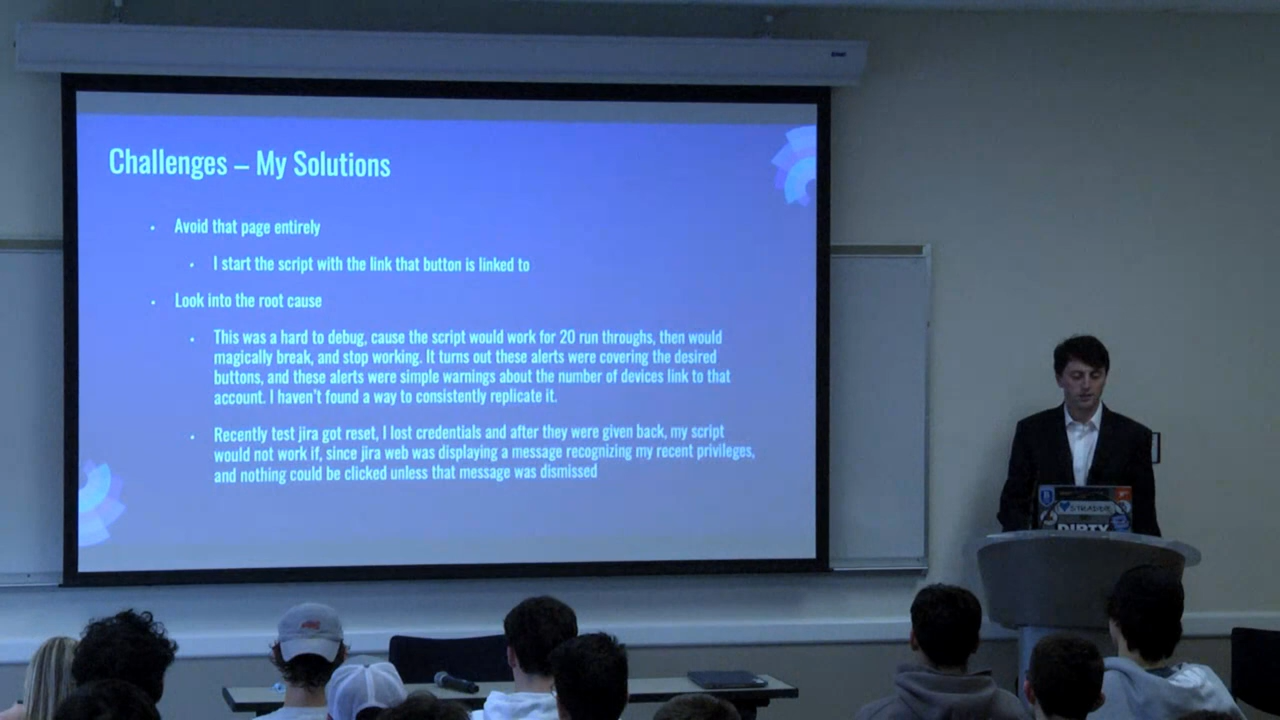 Challenges – My Solutions
Avoid that page entirely
I start the script with the link that button is linked to
Look into the root cause
This was a hard to debug, cause the script would work for 20 run throughs, then would
magically break, and stop working. It turns out these alerts were covering the desired
buttons, and these alerts were simple warnings about the number of devices link to that
account. I haven't found a way to consistently replicate it.
Recently test jira got reset, I lost credentials and after they were given back, my script
would not work if, since jira web was displaying a message recognizing my recent privileges,
and nothing could be clicked unless that message was dismissed
DIRTY